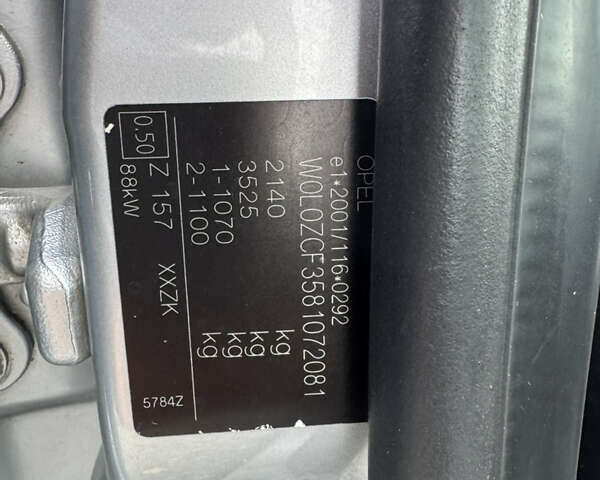 OPEL
e1*2001/116*0292
W0L0ZCF3581072081
2140 kg
3525 kg
1-1070 kg
2-1100 kg
0.50 Z 157 XXZK 5784Z
88kW